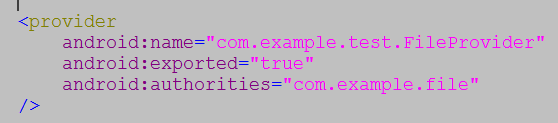 <provider
android:name="com.example.test.FileProvider"
android:exported="true"
android:authorities="com.example.file"
/>